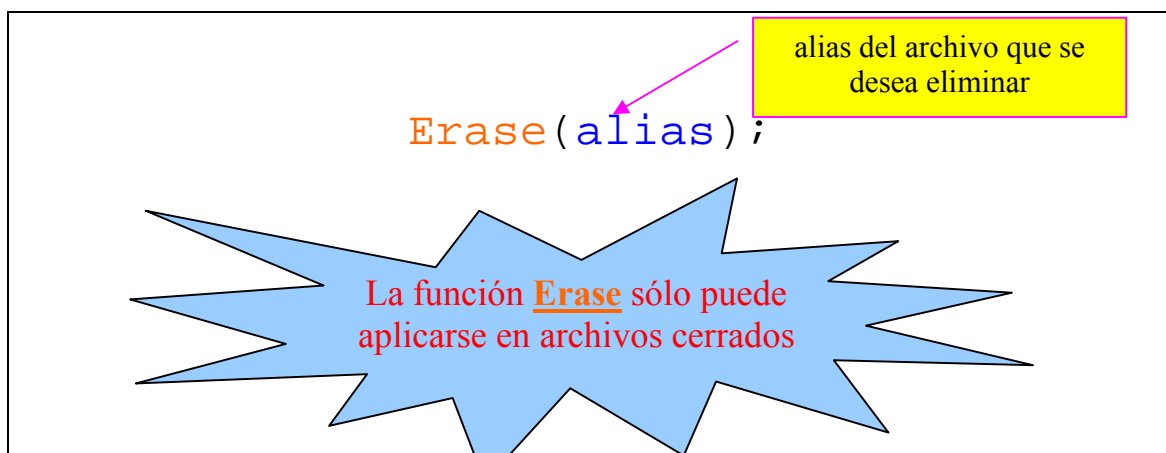 alias del archivo que se
desea eliminar
Erase(alias);
La función Erase sólo puede
aplicarse en archivos cerrados